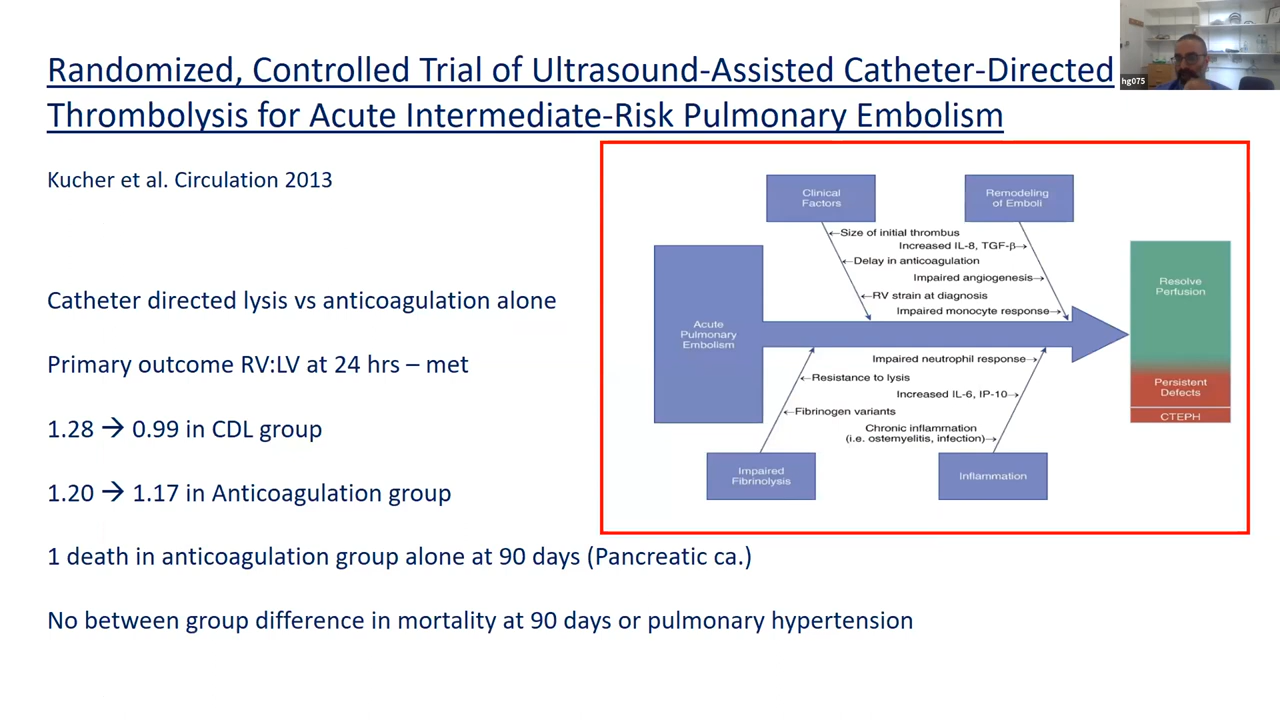 Randomized, Controlled Trial of Ultrasound-Assisted Catheter-Directed
Thrombolysis for Acute Intermediate-Risk Pulmonary Embolism
hg075
Kucher et al. Circulation 2013
Catheter directed lysis vs anticoagulation alone
Primary outcome RV:LV at 24 hrs – met
1.28 → 0.99 in CDL group
1.20 → 1.17 in Anticoagulation group
1 death in anticoagulation group alone at 90 days (Pancreatic ca.)
No between group difference in mortality at 90 days or pulmonary hypertension
Clinical
Factors
Remodeling
of Emboli
Size of initial thrombus
Increased IL-8, TGF-β
Delay in anticoagulation
Impaired angiogenesis
RV strain at diagnosis
Impaired monocyte response
Acute
Pulmonary
Embolism
Resolve
Perfusion
Persistent
Defects
CTEPH
Impaired neutrophil response
Resistance to lysis
Increased IL-6, IP-10
Fibrinogen variants
Chronic inflammation
(i.e. ostemyelitis, infection)
Impaired
Fibrinolysis
Inflammation